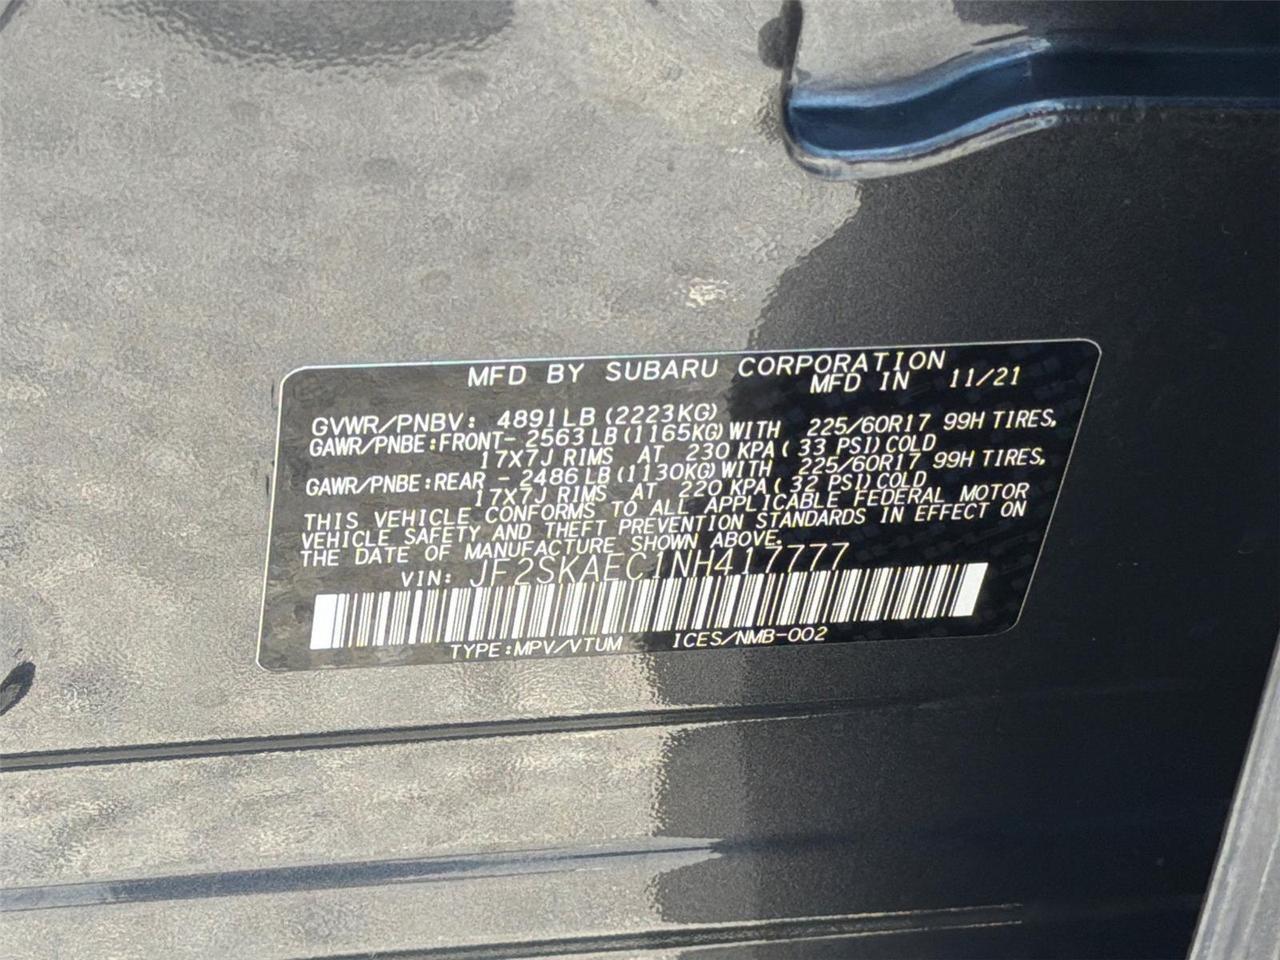 MFD BY SUBARU CORPORATION
MFD IN 11/21
GVWR/PNBV: 4891LB (2223KG)
GAWR/PNBE:FRONT- 2563LB(1165KG)WITH 225/60R17 99H TIRES,
17X7J RIMS AT 230 KPA( 33 PSI)COLD
GAWR/PNBE:REAR - 2486LB(1130KG)WITH 225/60R17 99H TIRES,
17X7J RIMS AT 220 KPA( 32 PSI)COLD
THIS VEHICLE CONFORMS TO ALL APPLICABLE FEDERAL MOTOR
VEHICLE SAFETY AND THEFT PREVENTION STANDARDS IN EFFECT ON
THE DATE OF MANUFACTURE SHOWN ABOVE.
VIN: JF2SKAEC1NH417777
TYPE:MPV/VTUM ICES/NMB-002